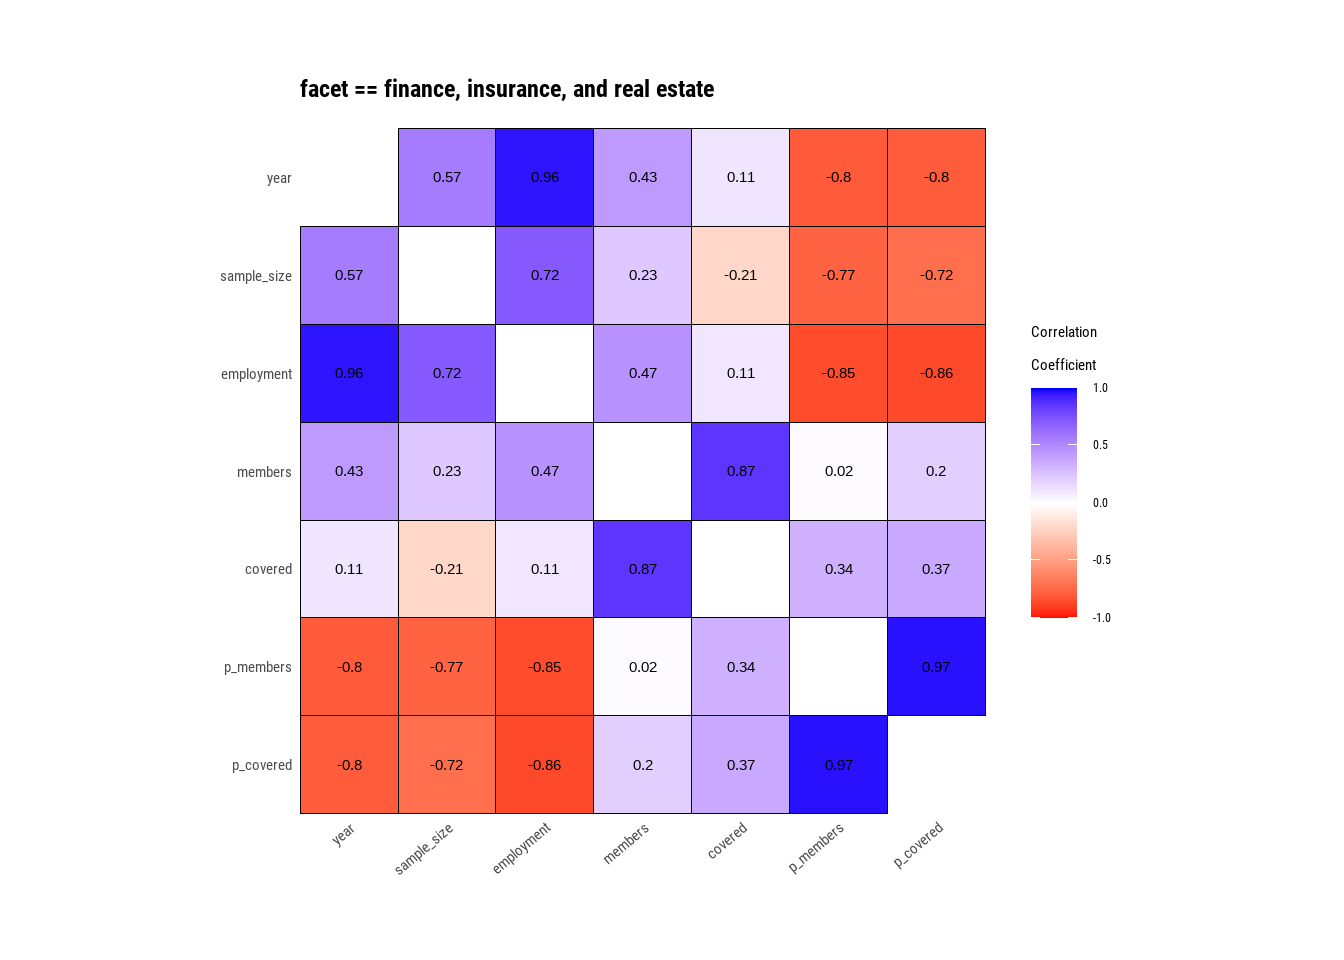 facet == finance, insurance, and real estate
year 0.57 0.96 0.43 0.11 -0.8 -0.8
sample_size 0.57 0.72 0.23 -0.21 -0.77 -0.72
employment 0.96 0.72 0.47 0.11 -0.85 -0.86
members 0.43 0.23 0.47 0.87 0.02 0.2
covered 0.11 -0.21 0.11 0.87 0.34 0.37
p_members -0.8 -0.77 -0.85 0.02 0.34 0.97
p_covered -0.8 -0.72 -0.86 0.2 0.37 0.97
year sample_size employment members covered p_members p_covered
Correlation
Coefficient
1.0
0.5
0.0
-0.5
-1.0